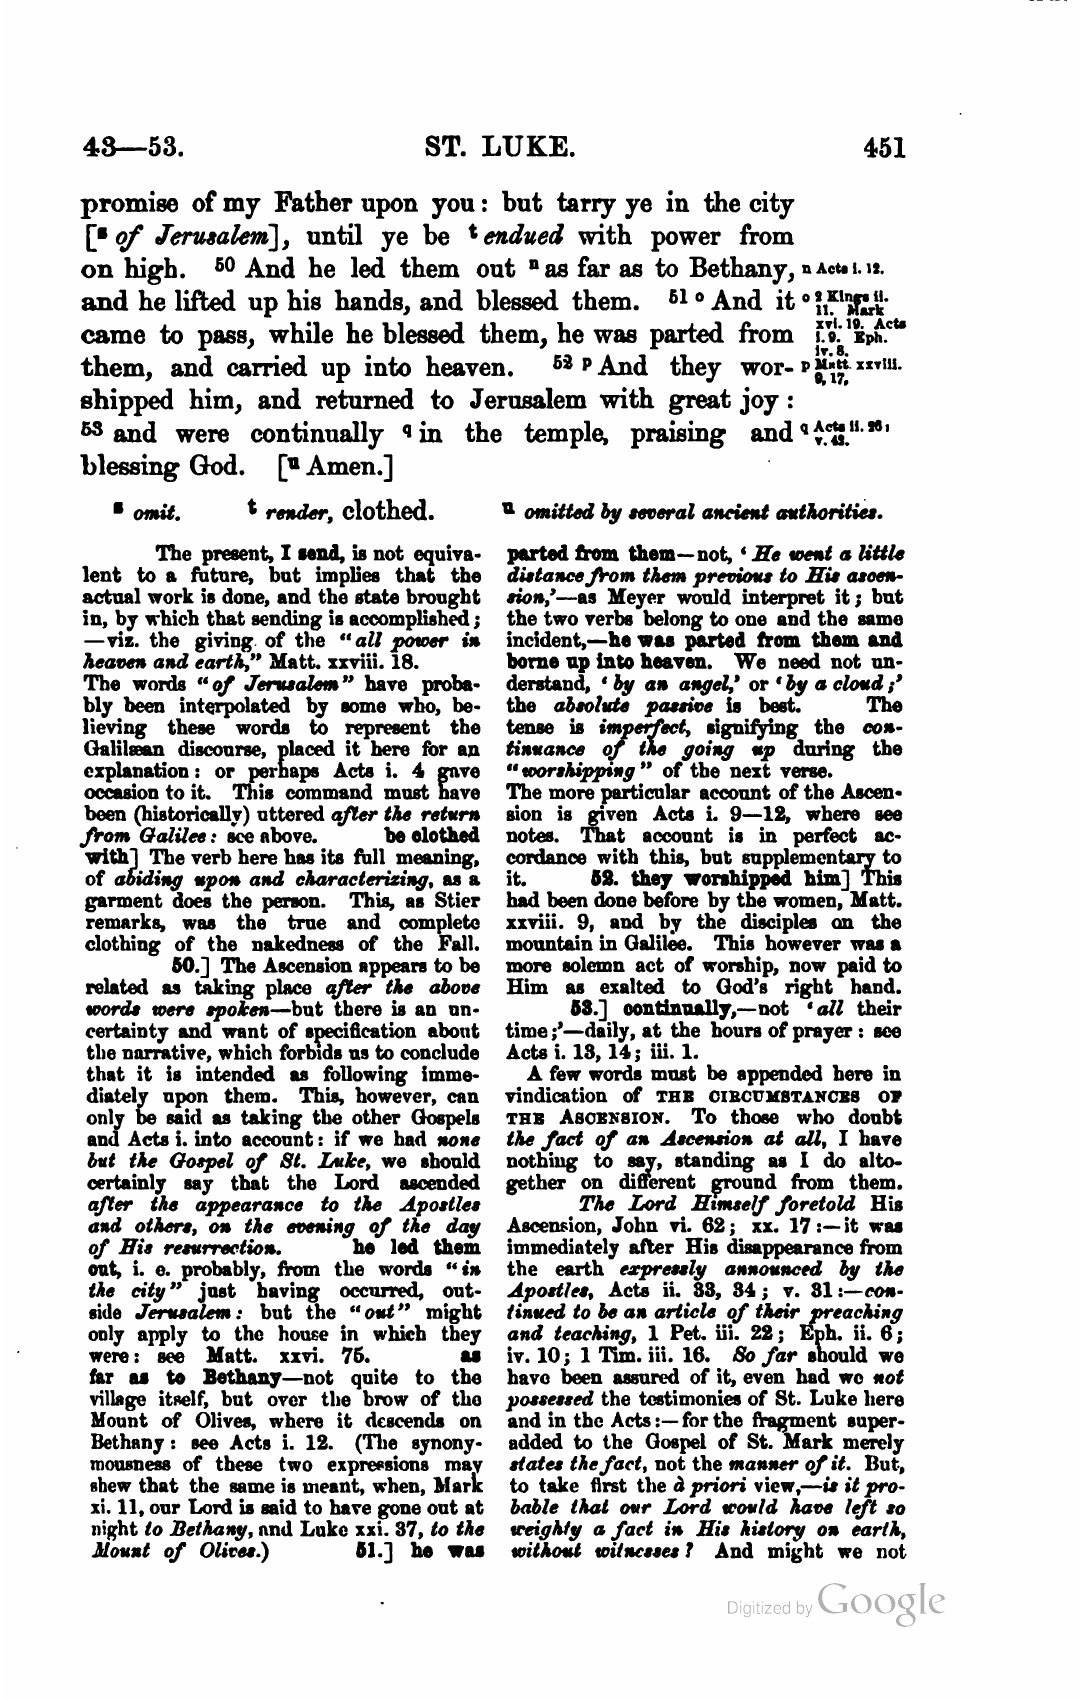 43—53. ST. LUKE. 451
promise of my Father upon you: but tarry ye in the city
[s of Jerusalem], until ye be t endued with power from
on high. 50 And he led them out n as far as to Bethany,
and he lifted up his hands, and blessed them. 51 o And it
came to pass, while he blessed them, he was parted from
them, and carried up into heaven. 52 p And they wor-
shipped him, and returned to Jerusalem with great joy:
53 and were continually q in the temple, praising and
blessing God. [u Amen.]
n Acts i. 12.
o 2 Kings ii.
11. Mark
xvi. 19. Acts
i. 9. Eph.
iv. 8.
p Matt. xxviii.
9, 17.
q Acts ii. 46;
v. 42.
s omit. t render, clothed. u omitted by several ancient authorities.
The present, I send, is not equiva-
lent to a future, but implies that the
actual work is done, and the state brought
in, by which that sending is accomplished;
—viz. the giving of the “all power in
heaven and earth,” Matt. xxviii. 18.
The words “of Jerusalem” have proba-
bly been interpolated by some who, be-
lieving these words to represent the
Galilæan discourse, placed it here for an
explanation: or perhaps Acts i. 4 gave
occasion to it. This command must have
been (historically) uttered after the return
from Galilee: see above. be clothed
with] The verb here has its full meaning,
of abiding upon and characterizing, as a
garment does the person. This, as Stier
remarks, was the true and complete
clothing of the nakedness of the Fall.
50.] The Ascension appears to be
related as taking place after the above
words were spoken—but there is an un-
certainty and want of specification about
the narrative, which forbids us to conclude
that it is intended as following imme-
diately upon them. This, however, can
only be said as taking the other Gospels
and Acts i. into account: if we had none
but the Gospel of St. Luke, we should
certainly say that the Lord ascended
after the appearance to the Apostles
and others, on the evening of the day
of His resurrection. he led them
out, i. e. probably, from the words “in
the city” just having occurred, out-
side Jerusalem: but the “out” might
only apply to the house in which they
were: see Matt. xxvi. 75. as
far as to Bethany—not quite to the
village itself, but over the brow of the
Mount of Olives, where it descends on
Bethany: see Acts i. 12. (The synony-
mousness of these two expressions may
shew that the same is meant, when, Mark
xi. 11, our Lord is said to have gone out at
night to Bethany, and Luke xxi. 37, to the
Mount of Olives.) 51.] he was
parted from them—not, ‘He went a little
distance from them previous to His ascen-
sion,’—as Meyer would interpret it; but
the two verbs belong to one and the same
incident,—he was parted from them and
borne up into heaven. We need not un-
derstand, ‘by an angel,’ or ‘by a cloud;’
the absolute passive is best. The
tense is imperfect, signifying the con-
tinuance of the going up during the
“worshipping” of the next verse.
The more particular account of the Ascen-
sion is given Acts i. 9—12, where see
notes. That account is in perfect ac-
cordance with this, but supplementary to
it. 52. they worshipped him] This
had been done before by the women, Matt.
xxviii. 9, and by the disciples on the
mountain in Galilee. This however was a
more solemn act of worship, now paid to
Him as exalted to God's right hand.
53.] continually,—not ‘all their
time;’—daily, at the hours of prayer: see
Acts i. 13, 14; iii. 1.
A few words must be appended here in
vindication of THE CIRCUMSTANCES OF
THE ASCENSION. To those who doubt
the fact of an Ascension at all, I have
nothing to say, standing as I do alto-
gether on different ground from them.
The Lord Himself foretold His
Ascension, John vi. 62; xx. 17:—it was
immediately after His disappearance from
the earth expressly announced by the
Apostles, Acts ii. 33, 34; v. 31:—con-
tinued to be an article of their preaching
and teaching, 1 Pet. iii. 22; Eph. ii. 6;
iv. 10; 1 Tim. iii. 16. So far should we
have been assured of it, even had we not
possessed the testimonies of St. Luke here
and in the Acts:—for the fragment super-
added to the Gospel of St. Mark merely
states the fact, not the manner of it. But,
to take first the à priori view,—is it pro-
bable that our Lord would have left so
weighty a fact in His history on earth,
without witnesses? And might we not
Digitized by Google